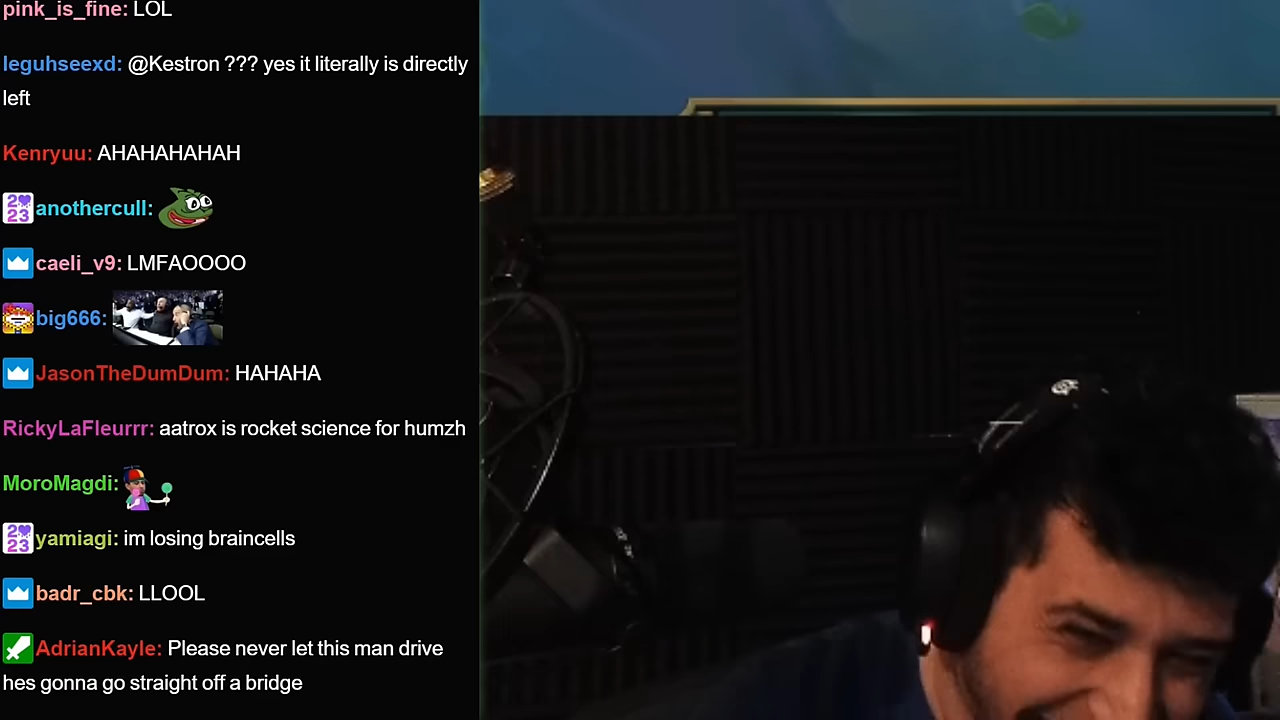 pink_is_fine: LOL
leguhseexd: @Kestron ??? yes it literally is directly
left
Kenryuu: AHAHAHAHAH
2023 anothercull:
caeli_v9: LMFAOOOO
big666:
JasonTheDumDum: HAHAHA
RickyLaFleurrr: aatrox is rocket science for humzh
MoroMagdi:
2023 yamiagi: im losing braincells
badr_cbk: LLOOL
AdrianKayle: Please never let this man drive
hes gonna go straight off a bridge